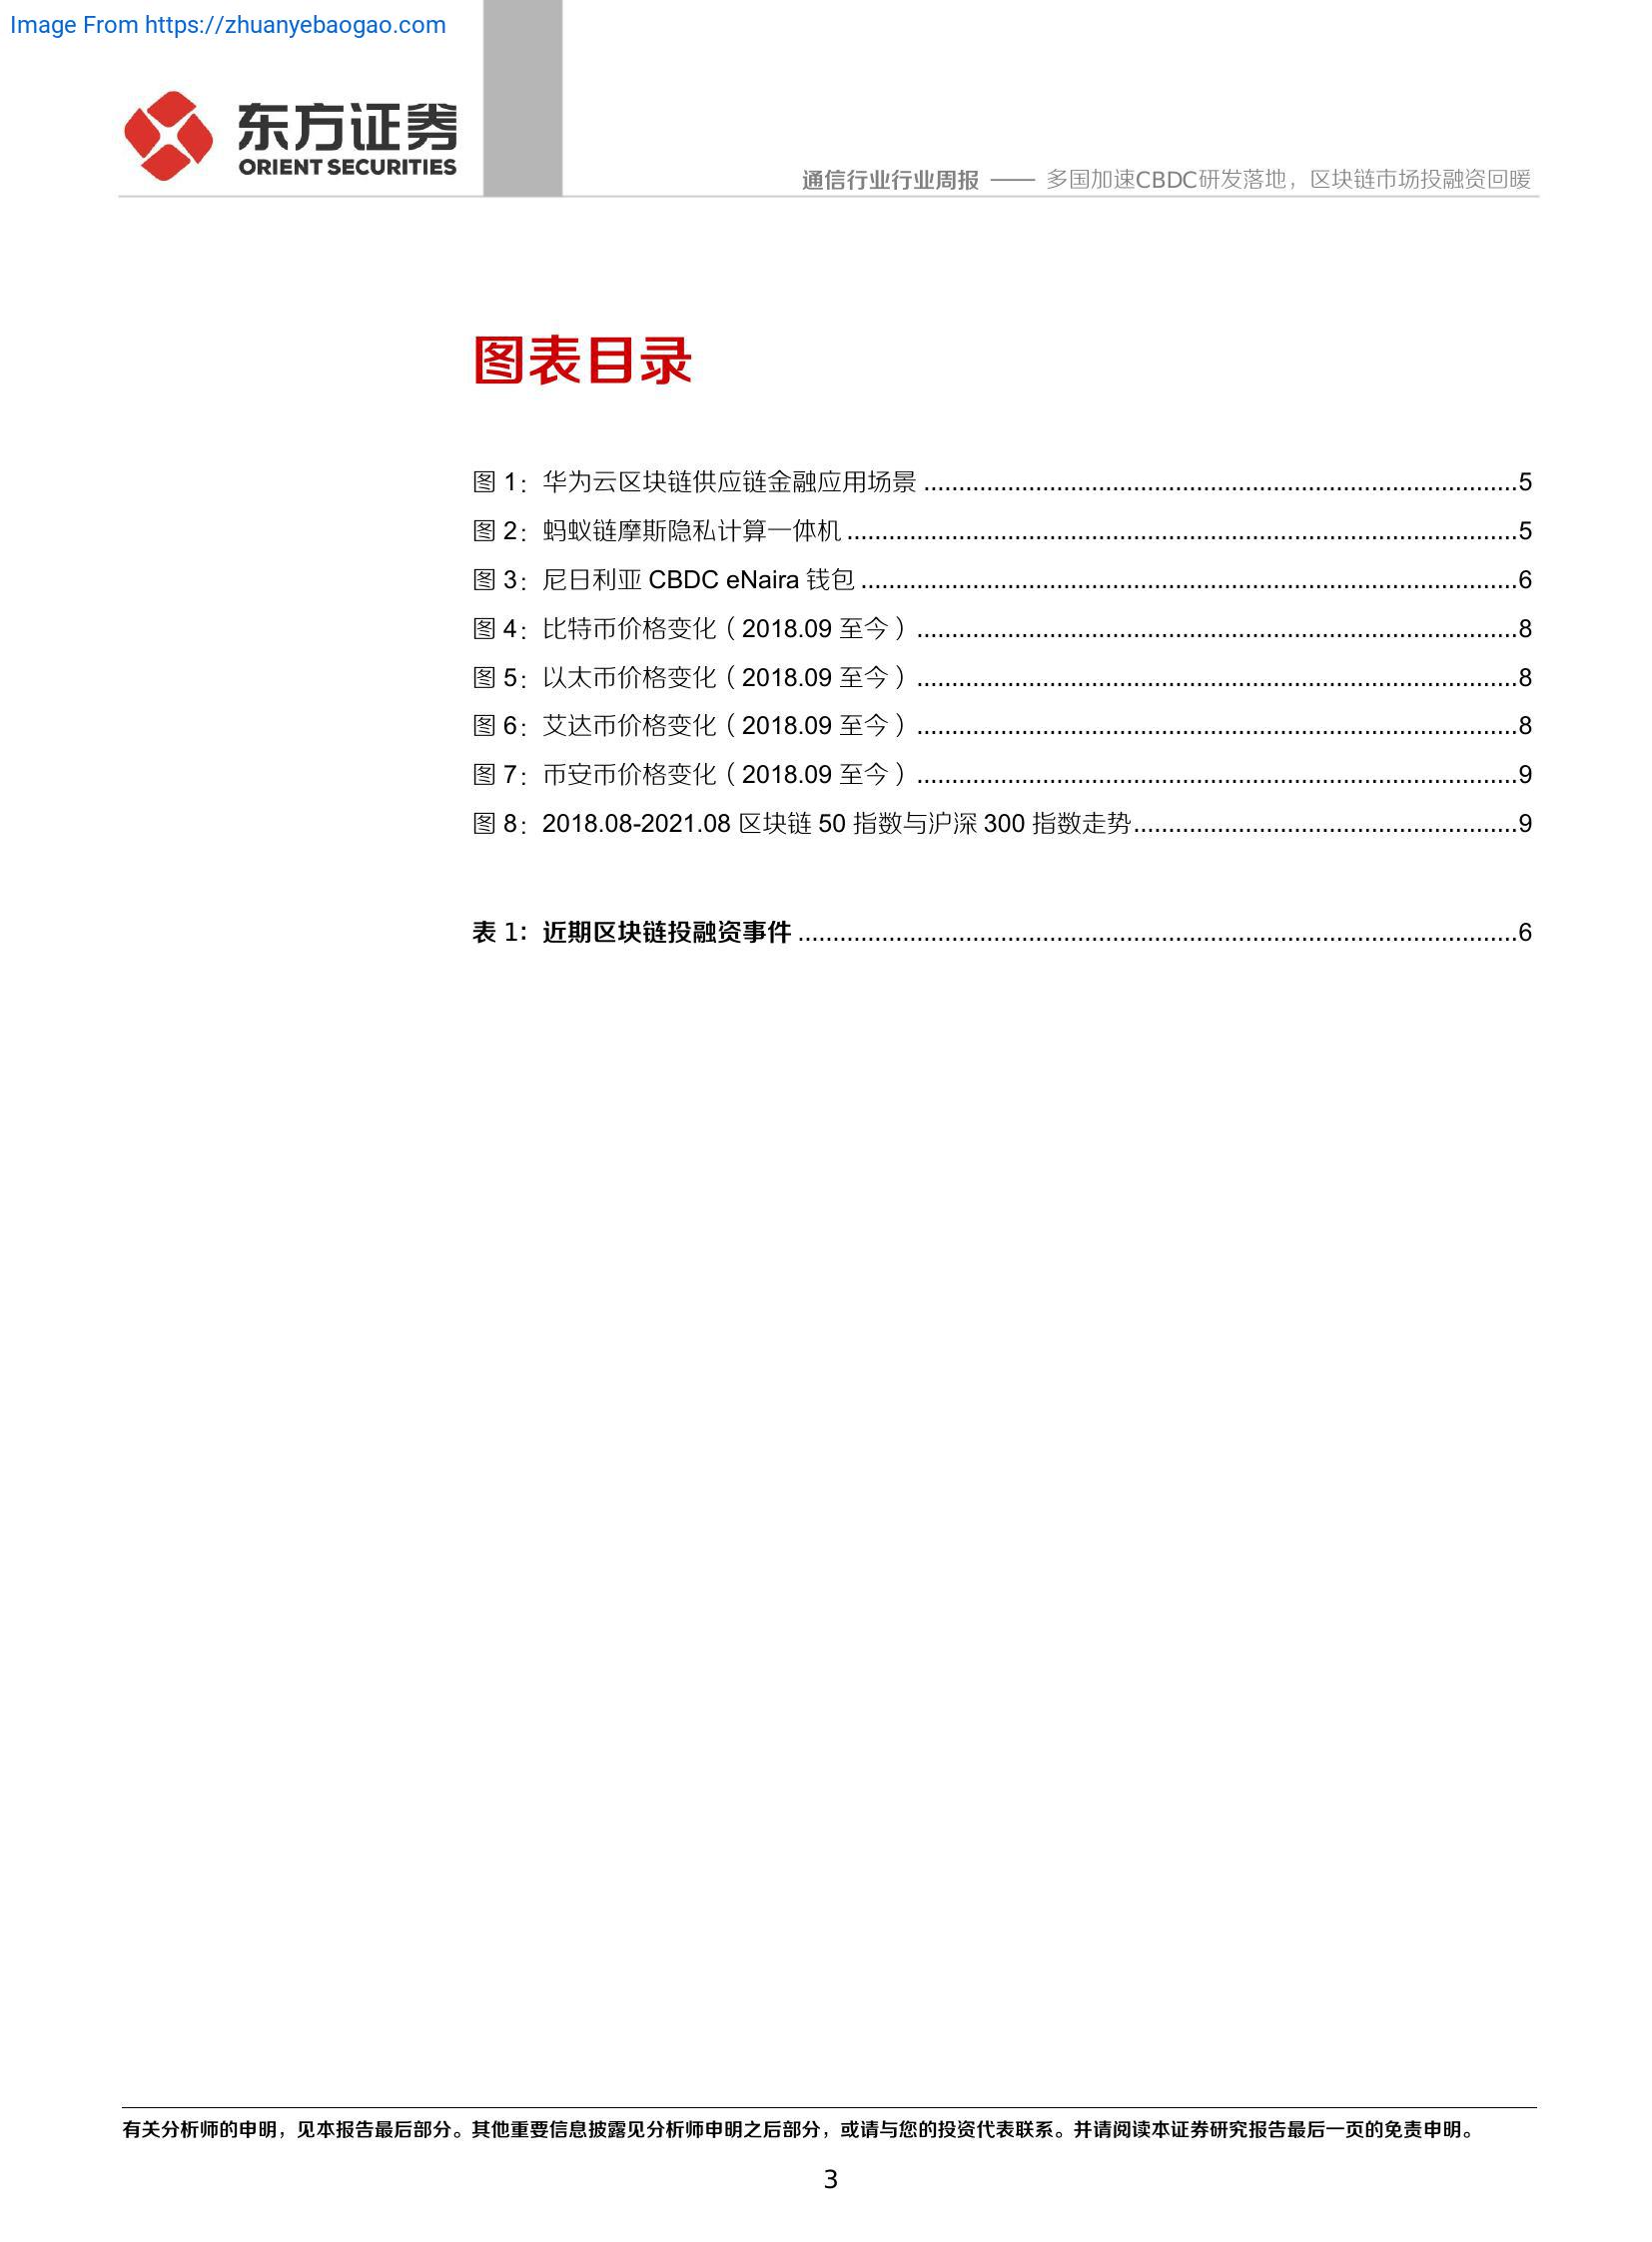 Image From https://zhuanyebaogao.com
东方证券
ORIENT SECURITIES
通信行业行业周报 —— 多国加速CBDC研发落地，区块链市场投融资回暖
图表目录
图 1：华为云区块链供应链金融应用场景 ..................................................................................... 5
图 2：蚂蚁链摩斯隐私计算一体机 ................................................................................................ 5
图 3：尼日利亚 CBDC eNaira 钱包 .............................................................................................. 6
图 4：比特币价格变化（2018.09 至今） ...................................................................................... 8
图 5：以太币价格变化（2018.09 至今） ...................................................................................... 8
图 6：艾达币价格变化（2018.09 至今） ...................................................................................... 8
图 7：币安币价格变化（2018.09 至今） ...................................................................................... 9
图 8：2018.08-2021.08 区块链 50 指数与沪深 300 指数走势 ....................................................... 9
表 1：近期区块链投融资事件 ....................................................................................................... 6
有关分析师的申明，见本报告最后部分。其他重要信息披露见分析师申明之后部分，或请与您的投资代表联系。并请阅读本证券研究报告最后一页的免责申明。
3